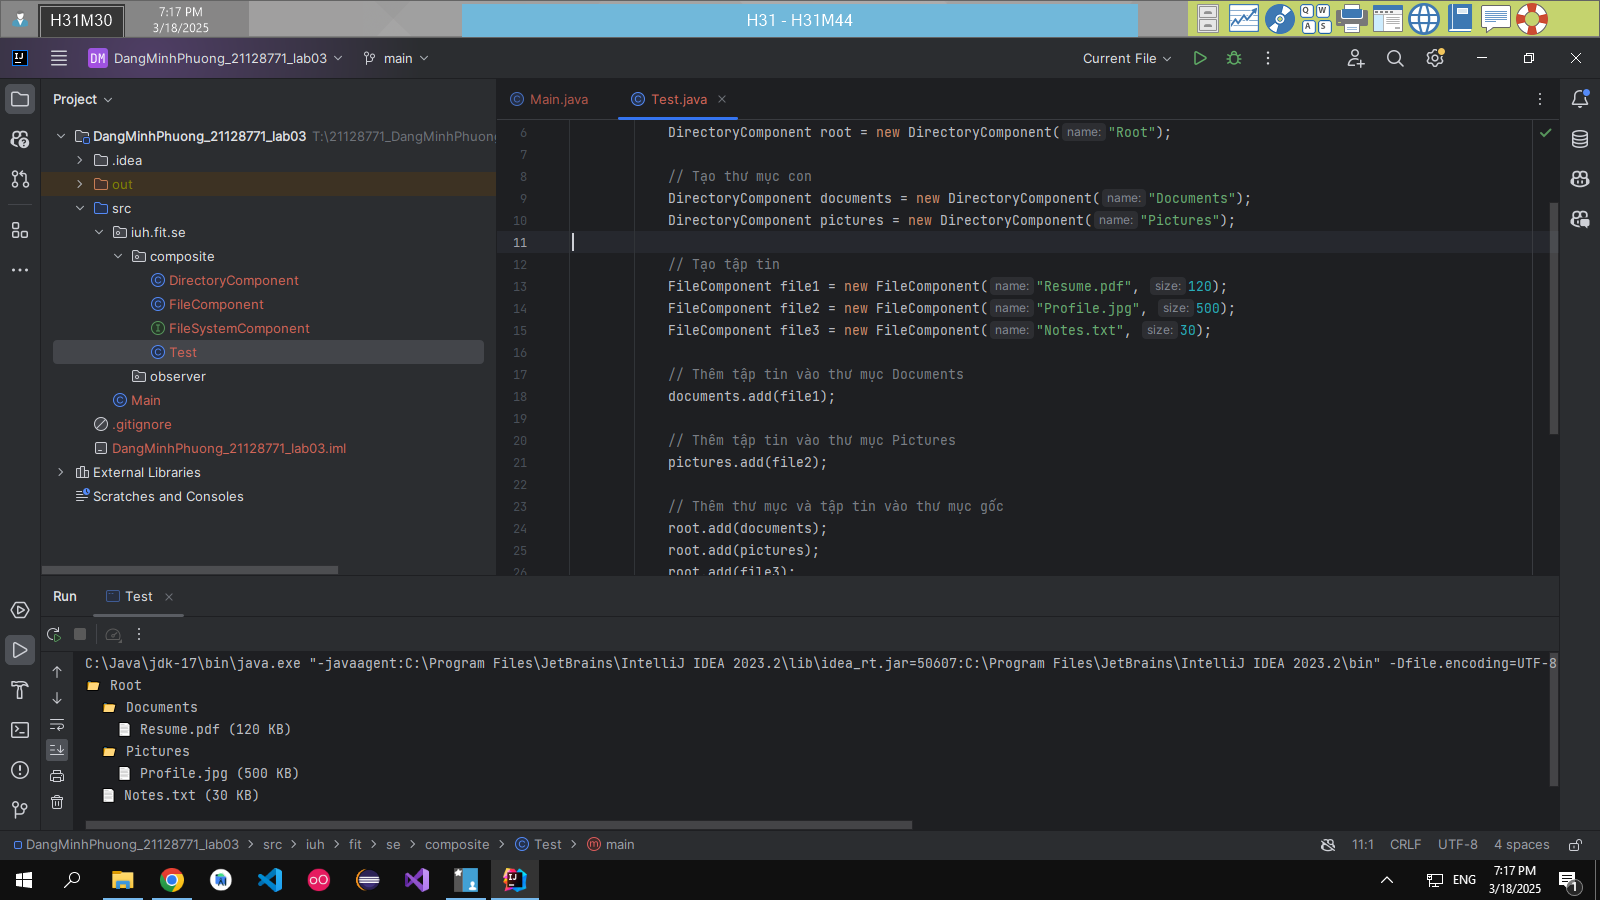 H31M30
7:17 PM
3/18/2025
H31 - H31M44
DM DangMinhPhuong_21128771_lab03
main
Current File
Project
Main.java
Test.java
DangMinhPhuong_21128771_lab03 T:\21128771_DangMinhPhuong
.idea
out
src
iuh.fit.se
composite
DirectoryComponent
FileComponent
FileSystemComponent
Test
observer
Main
.gitignore
DangMinhPhuong_21128771_lab03.iml
External Libraries
Scratches and Consoles
6 DirectoryComponent root = new DirectoryComponent( name: "Root");
7
8 // Tạo thư mục con
9 DirectoryComponent documents = new DirectoryComponent( name: "Documents");
10 DirectoryComponent pictures = new DirectoryComponent( name: "Pictures");
11
12 // Tạo tập tin
13 FileComponent file1 = new FileComponent( name: "Resume.pdf", size: 120);
14 FileComponent file2 = new FileComponent( name: "Profile.jpg", size: 500);
15 FileComponent file3 = new FileComponent( name: "Notes.txt", size: 30);
16
17 // Thêm tập tin vào thư mục Documents
18 documents.add(file1);
19
20 // Thêm tập tin vào thư mục Pictures
21 pictures.add(file2);
22
23 // Thêm thư mục và tập tin vào thư mục gốc
24 root.add(documents);
25 root.add(pictures);
26 root.add(file3);
Run
Test
C:\Java\jdk-17\bin\java.exe "-javaagent:C:\Program Files\JetBrains\IntelliJ IDEA 2023.2\lib\idea_rt.jar=50607:C:\Program Files\JetBrains\IntelliJ IDEA 2023.2\bin" -Dfile.encoding=UTF-8
Root
Documents
Resume.pdf (120 KB)
Pictures
Profile.jpg (500 KB)
Notes.txt (30 KB)
DangMinhPhuong_21128771_lab03 > src > iuh > fit > se > composite > Test > main
11:1 CRLF UTF-8 4 spaces
ENG
7:17 PM
3/18/2025
1